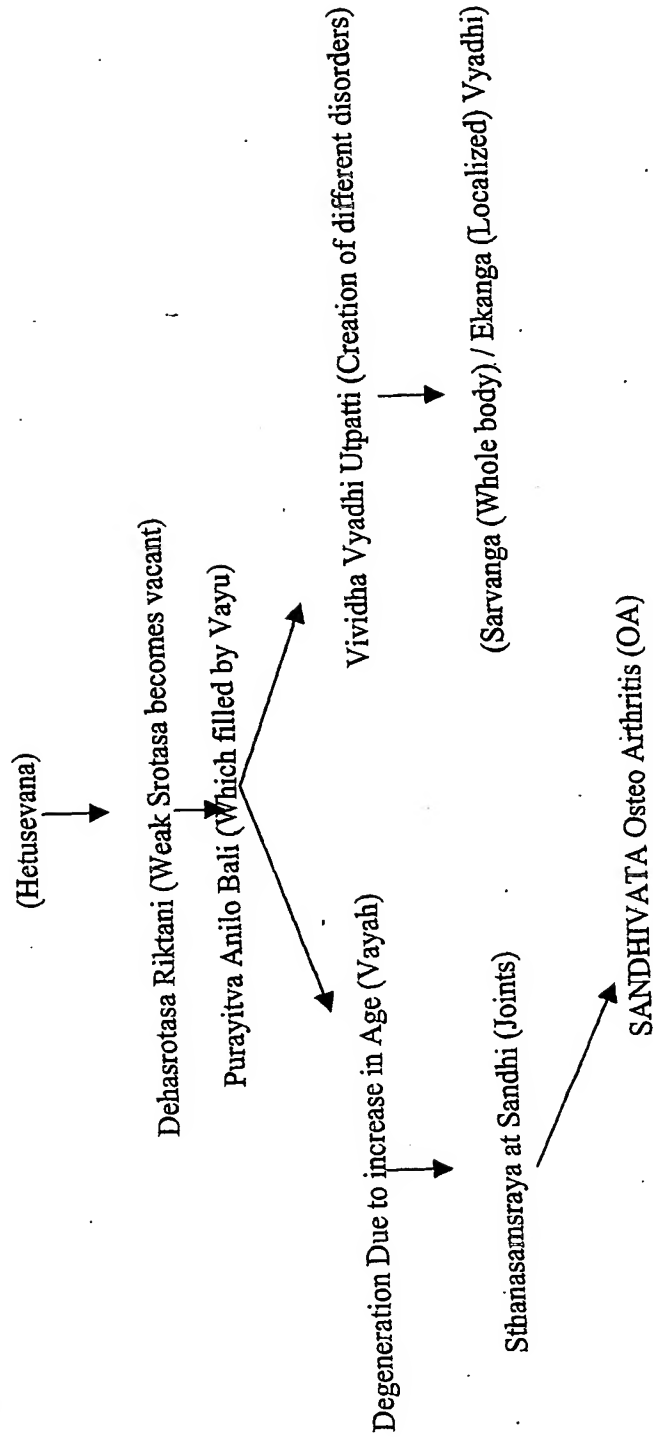 (Hetusevana)
Dehasrotasa Riktani (Weak Srotasa becomes vacant)
Purayitva Anilo Bali (Which filled by Vayu)
Degeneration Due to increase in Age (Vayah)
Vividha Vyadhi Utpatti (Creation of different disorders)
Sthanasamsraya at Sandhi (Joints)
(Sarvanga (Whole body) / Ekanga (Localized) Vyadhi)
SANDHIVATA Osteo Arthritis (OA)